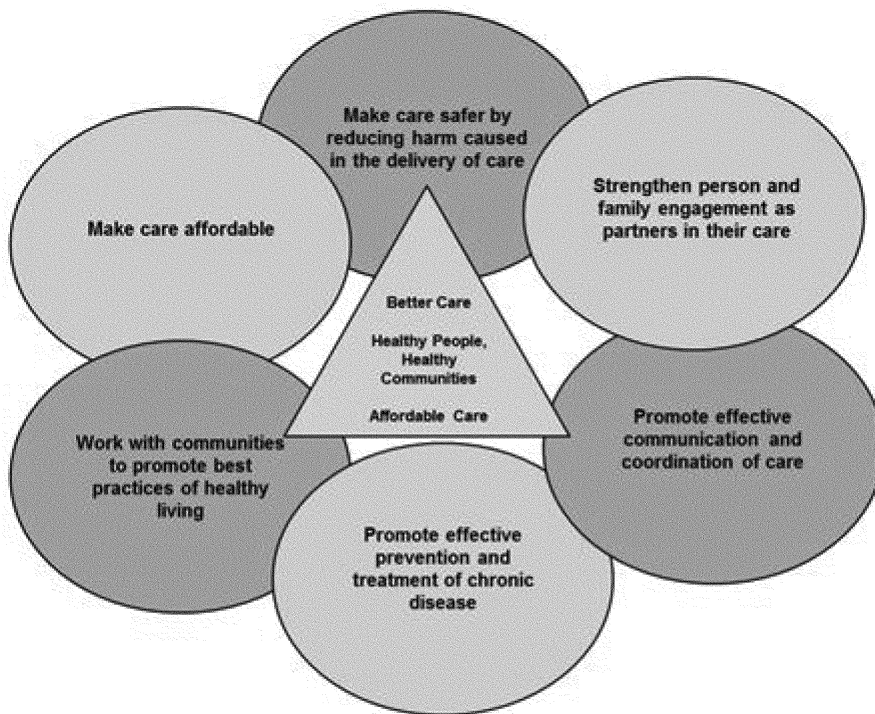 Make care safer by
reducing harm caused
in the delivery of care
Strengthen person and
family engagement as
partners in their care
Make care affordable
Better Care
Healthy People,
Healthy
Communities
Affordable Care
Promote effective
communication and
coordination of care
Work with communities
to promote best
practices of healthy
living
Promote effective
prevention and
treatment of chronic
disease